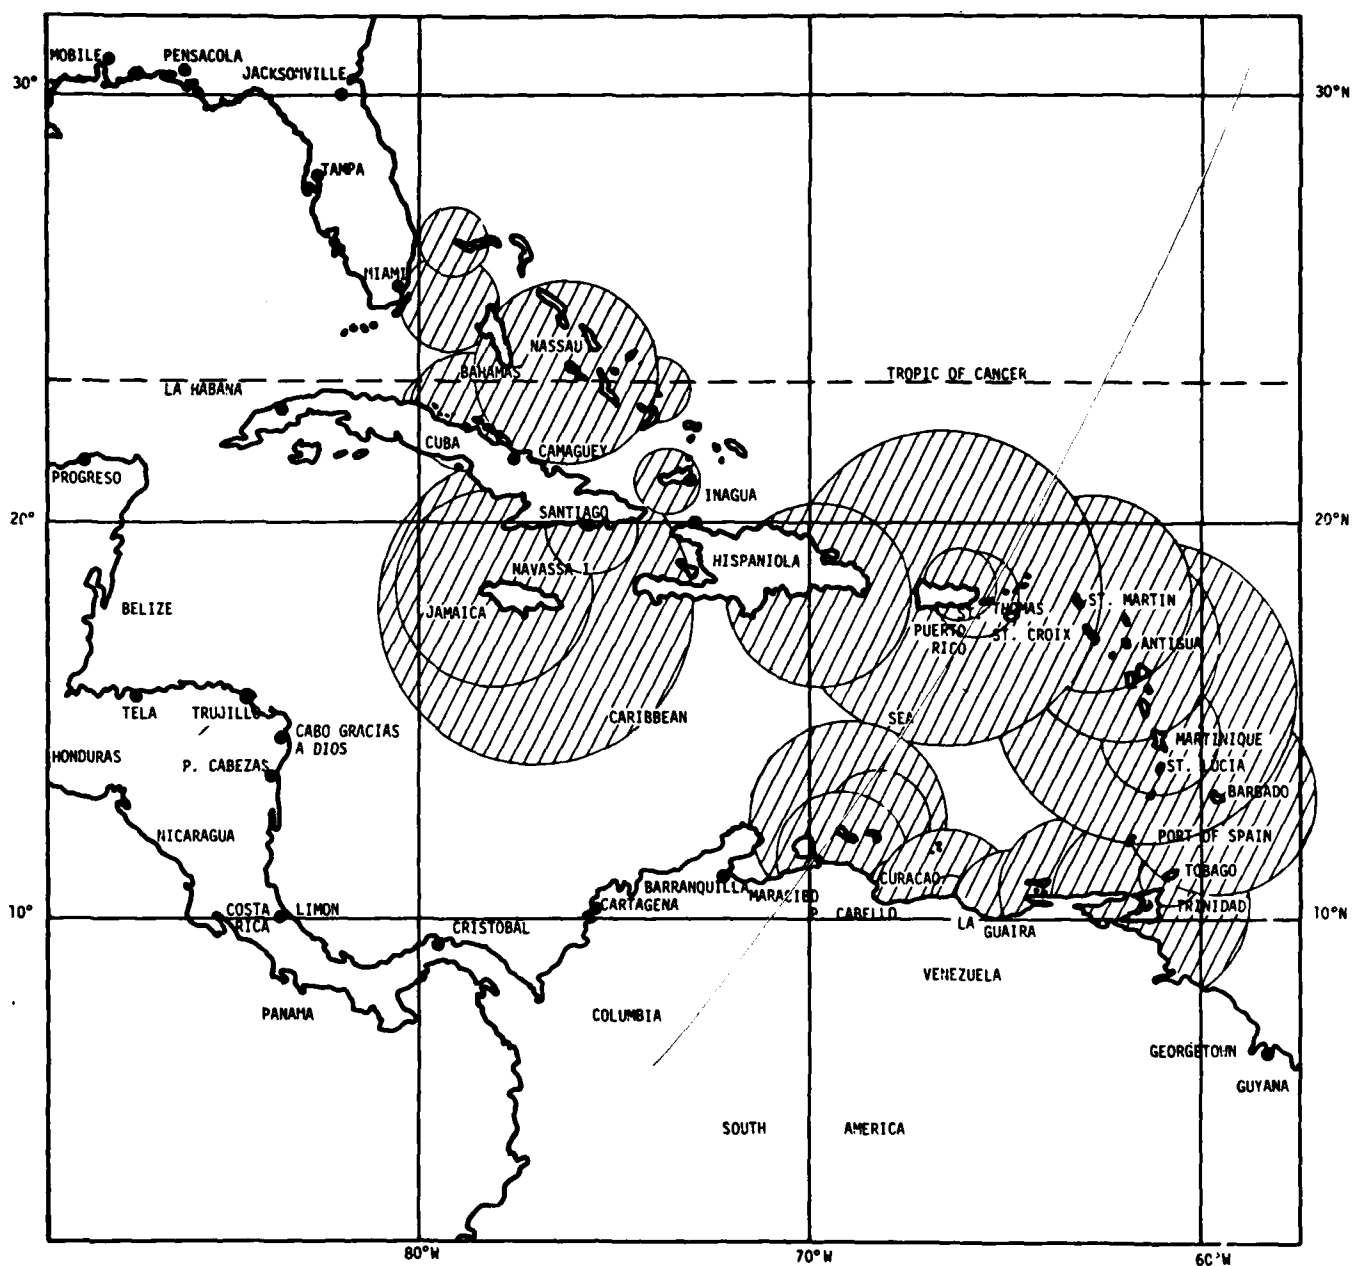 MOBILE
PENSACOLA
JACKSONVILLE
30°
30°N
TAMPA
MIAMI
NASSAU
BAHAMAS
TROPIC OF CANCER
LA HABANA
CUBA
CAMAGUEY
PROGRESO
INAGUA
20°
SANTIAGO
20°N
HISPANIOLA
NAVASSA I.
BELIZE
JAMAICA
ST. THOMAS
ST. MARTIN
PUERTO
RICO
ST. CROIX
ANTIGUA
TELA
TRUJILLO
CARIBBEAN
SEA
CABO GRACIAS
A DIOS
MARTINIQUE
HONDURAS
P. CABEZAS
ST. LUCIA
BARBADO
NICARAGUA
PORT OF SPAIN
TOBAGO
CURACAO
BARRANQUILLA
MARACIBO
CARTAGENA
TRINIDAD
10°
COSTA
RICA
LIMON
P. CABELLO
10°N
CRISTOBAL
LA GUAIRA
VENEZUELA
PANAMA
COLUMBIA
GEORGETOWN
GUYANA
SOUTH AMERICA
80°W
70°W
60°W